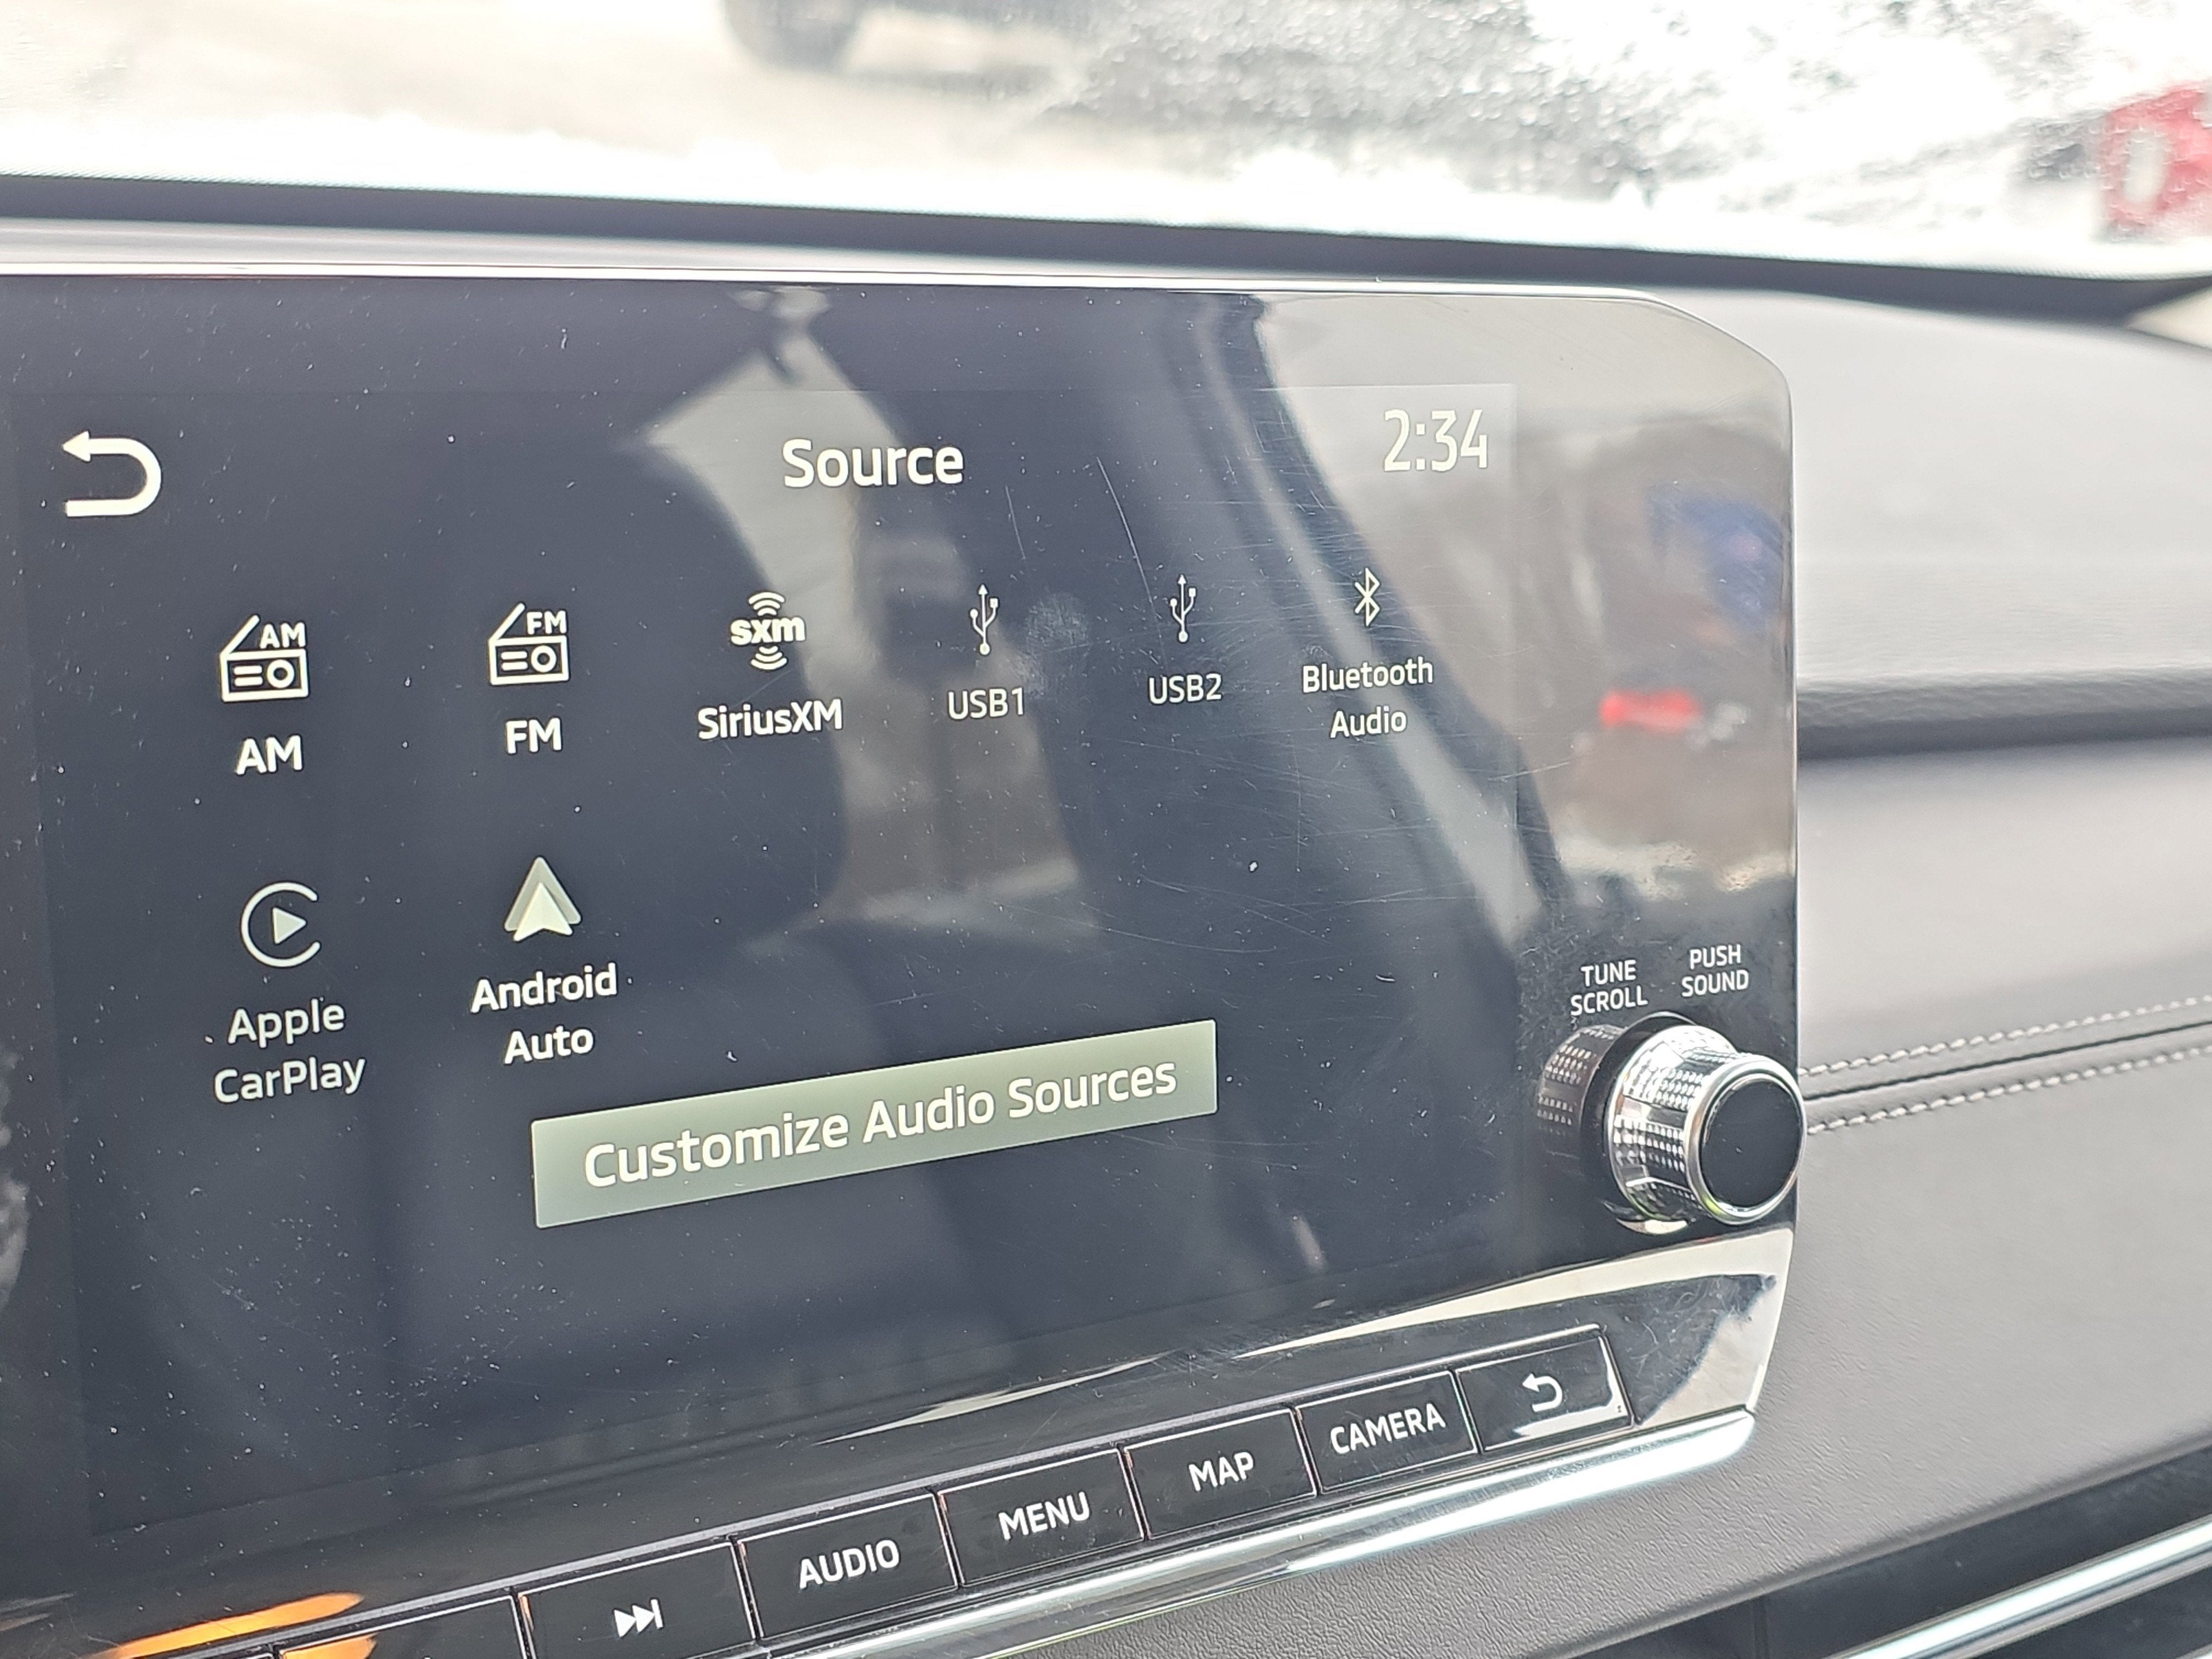 Source
2:34
AM
FM
sxm
AM
FM
SiriusXM
USB1
USB2
Bluetooth
Audio
Apple
CarPlay
Android
Auto
Customize Audio Sources
TUNE
SCROLL
PUSH
SOUND
AUDIO
MENU
MAP
CAMERA